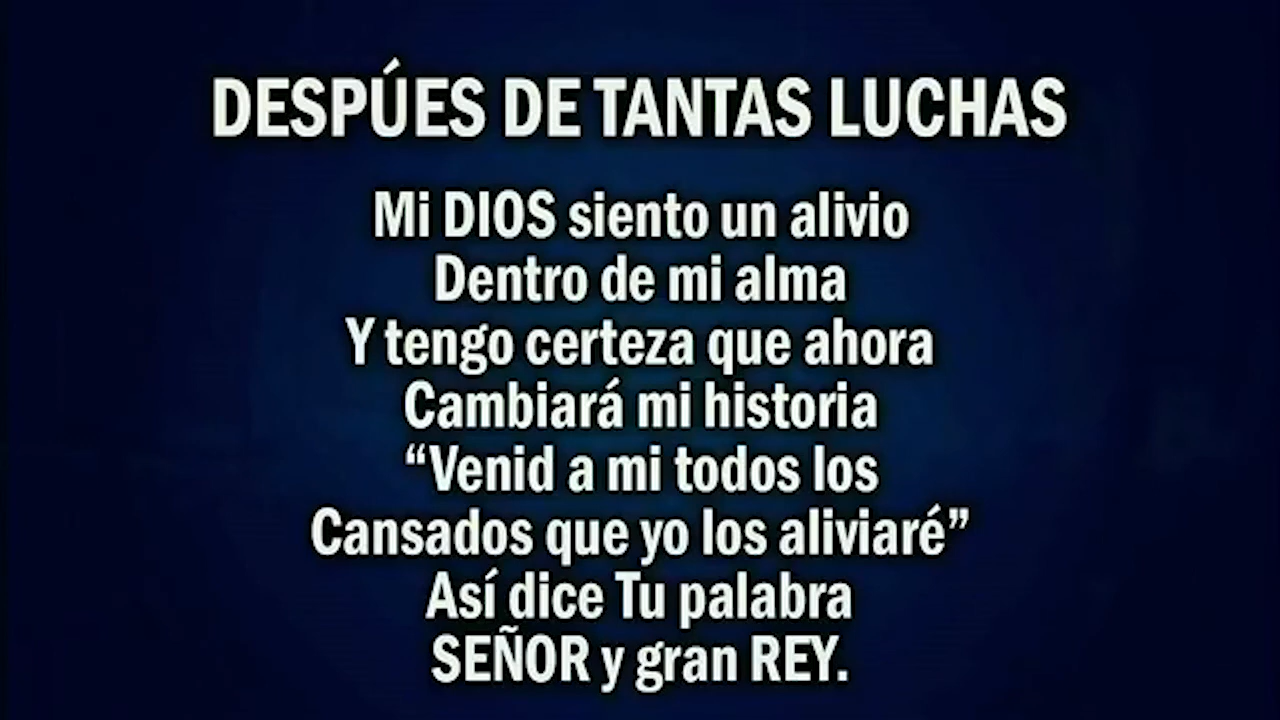 DESPÚES DE TANTAS LUCHAS
Mi DIOS siento un alivio
Dentro de mi alma
Y tengo certeza que ahora
Cambiará mi historia
“Venid a mi todos los
Cansados que yo los aliviaré”
Así dice Tu palabra
SEÑOR y gran REY.